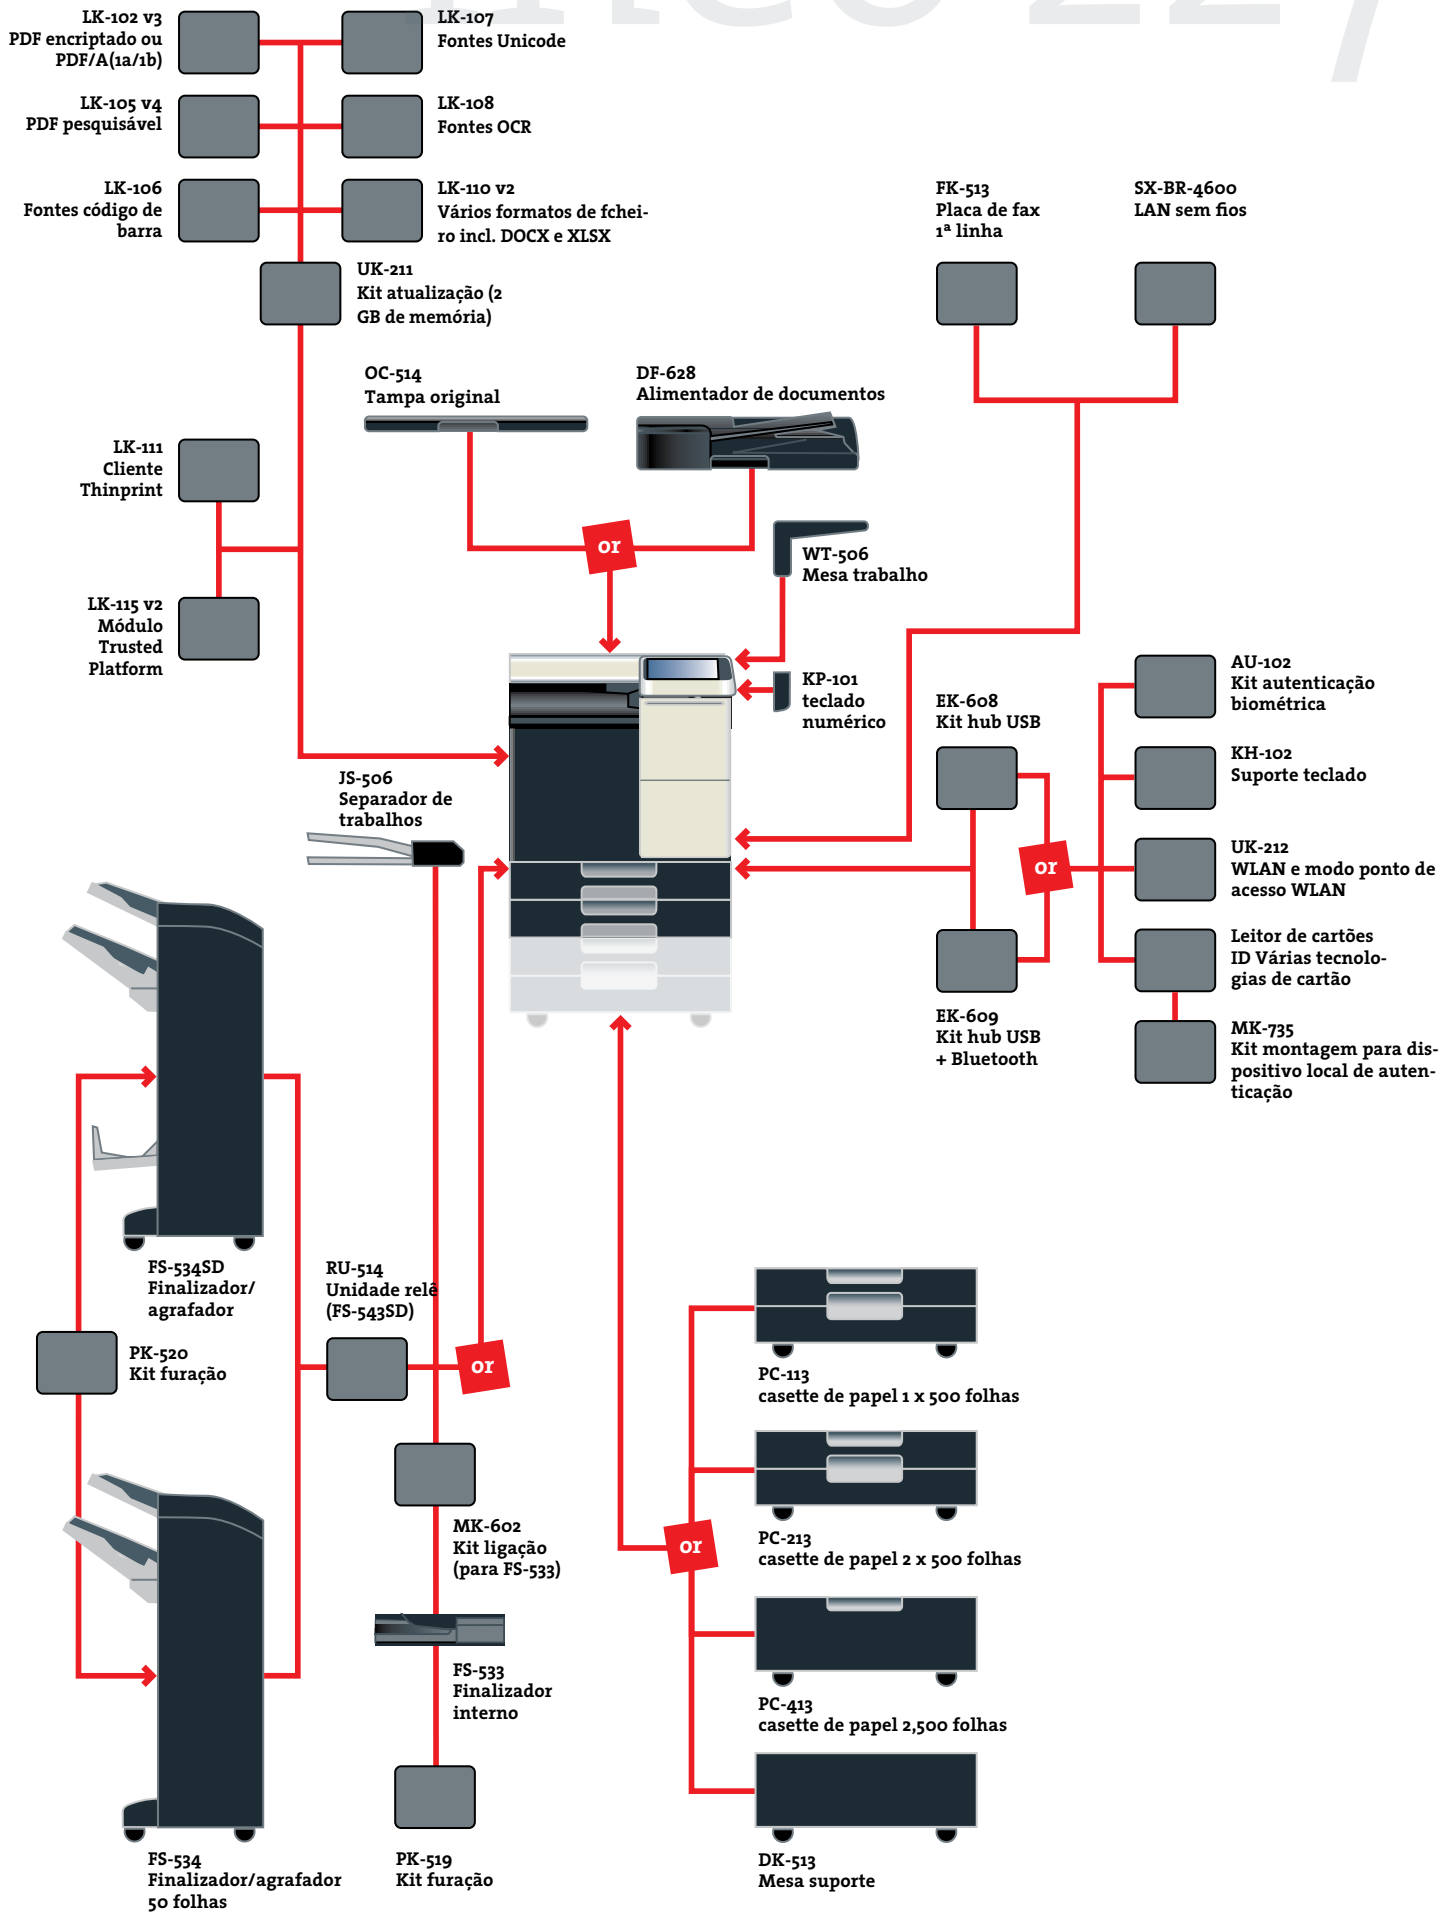 ineo 227
LK-102 v3
PDF encriptado ou
PDF/A(1a/1b)
LK-107
Fontes Unicode
LK-105 v4
PDF pesquisável
LK-108
Fontes OCR
LK-106
Fontes código de
barra
LK-110 v2
Vários formatos de fchei-
ro incl. DOCX e XLSX
UK-211
Kit atualização (2
GB de memória)
FK-513
Placa de fax
1ª linha
SX-BR-4600
LAN sem fios
OC-514
Tampa original
DF-628
Alimentador de documentos
LK-111
Cliente
Thinprint
or
WT-506
Mesa trabalho
LK-115 v2
Módulo
Trusted
Platform
KP-101
teclado
numérico
JS-506
Separador de
trabalhos
EK-608
Kit hub USB
or
EK-609
Kit hub USB
+ Bluetooth
AU-102
Kit autenticação
biométrica
KH-102
Suporte teclado
UK-212
WLAN e modo ponto de
acesso WLAN
Leitor de cartões
ID Várias tecnolo-
gias de cartão
MK-735
Kit montagem para dis-
positivo local de auten-
ticação
FS-534SD
Finalizador/
agrafador
RU-514
Unidade relê
(FS-543SD)
PK-520
Kit furação
or
MK-602
Kit ligação
(para FS-533)
FS-533
Finalizador
interno
PK-519
Kit furação
FS-534
Finalizador/agrafador
50 folhas
PC-113
casette de papel 1 x 500 folhas
PC-213
casette de papel 2 x 500 folhas
or
PC-413
casette de papel 2,500 folhas
DK-513
Mesa suporte